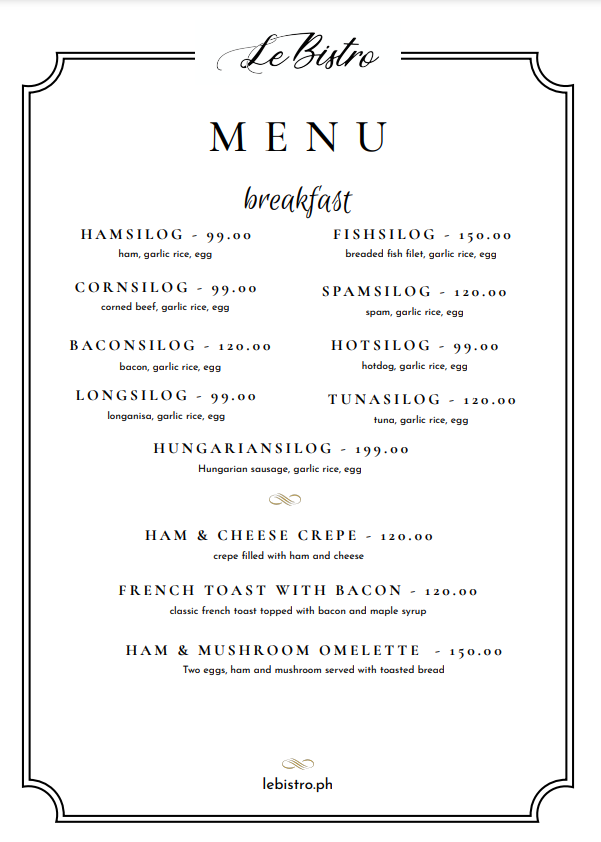 Le Bistro
MENU
breakfast
HAMSILOG - 99.00
ham, garlic rice, egg
FISHSILOG - 150.00
breaded fish filet, garlic rice, egg
CORNSILOG - 99.00
corned beef, garlic rice, egg
SPAMSILOG - 120.00
spam, garlic rice, egg
BACONSILOG - 120.00
bacon, garlic rice, egg
HOTSILOG - 99.00
hotdog, garlic rice, egg
LONGSILOG - 99.00
longanisa, garlic rice, egg
TUNASILOG - 120.00
tuna, garlic rice, egg
HUNGARIANSILOG - 199.00
Hungarian sausage, garlic rice, egg
HAM & CHEESE CREPE - 120.00
crepe filled with ham and cheese
FRENCH TOAST WITH BACON - 120.00
classic french toast topped with bacon and maple syrup
HAM & MUSHROOM OMELETTE - 150.00
Two eggs, ham and mushroom served with toasted bread
lebistro.ph